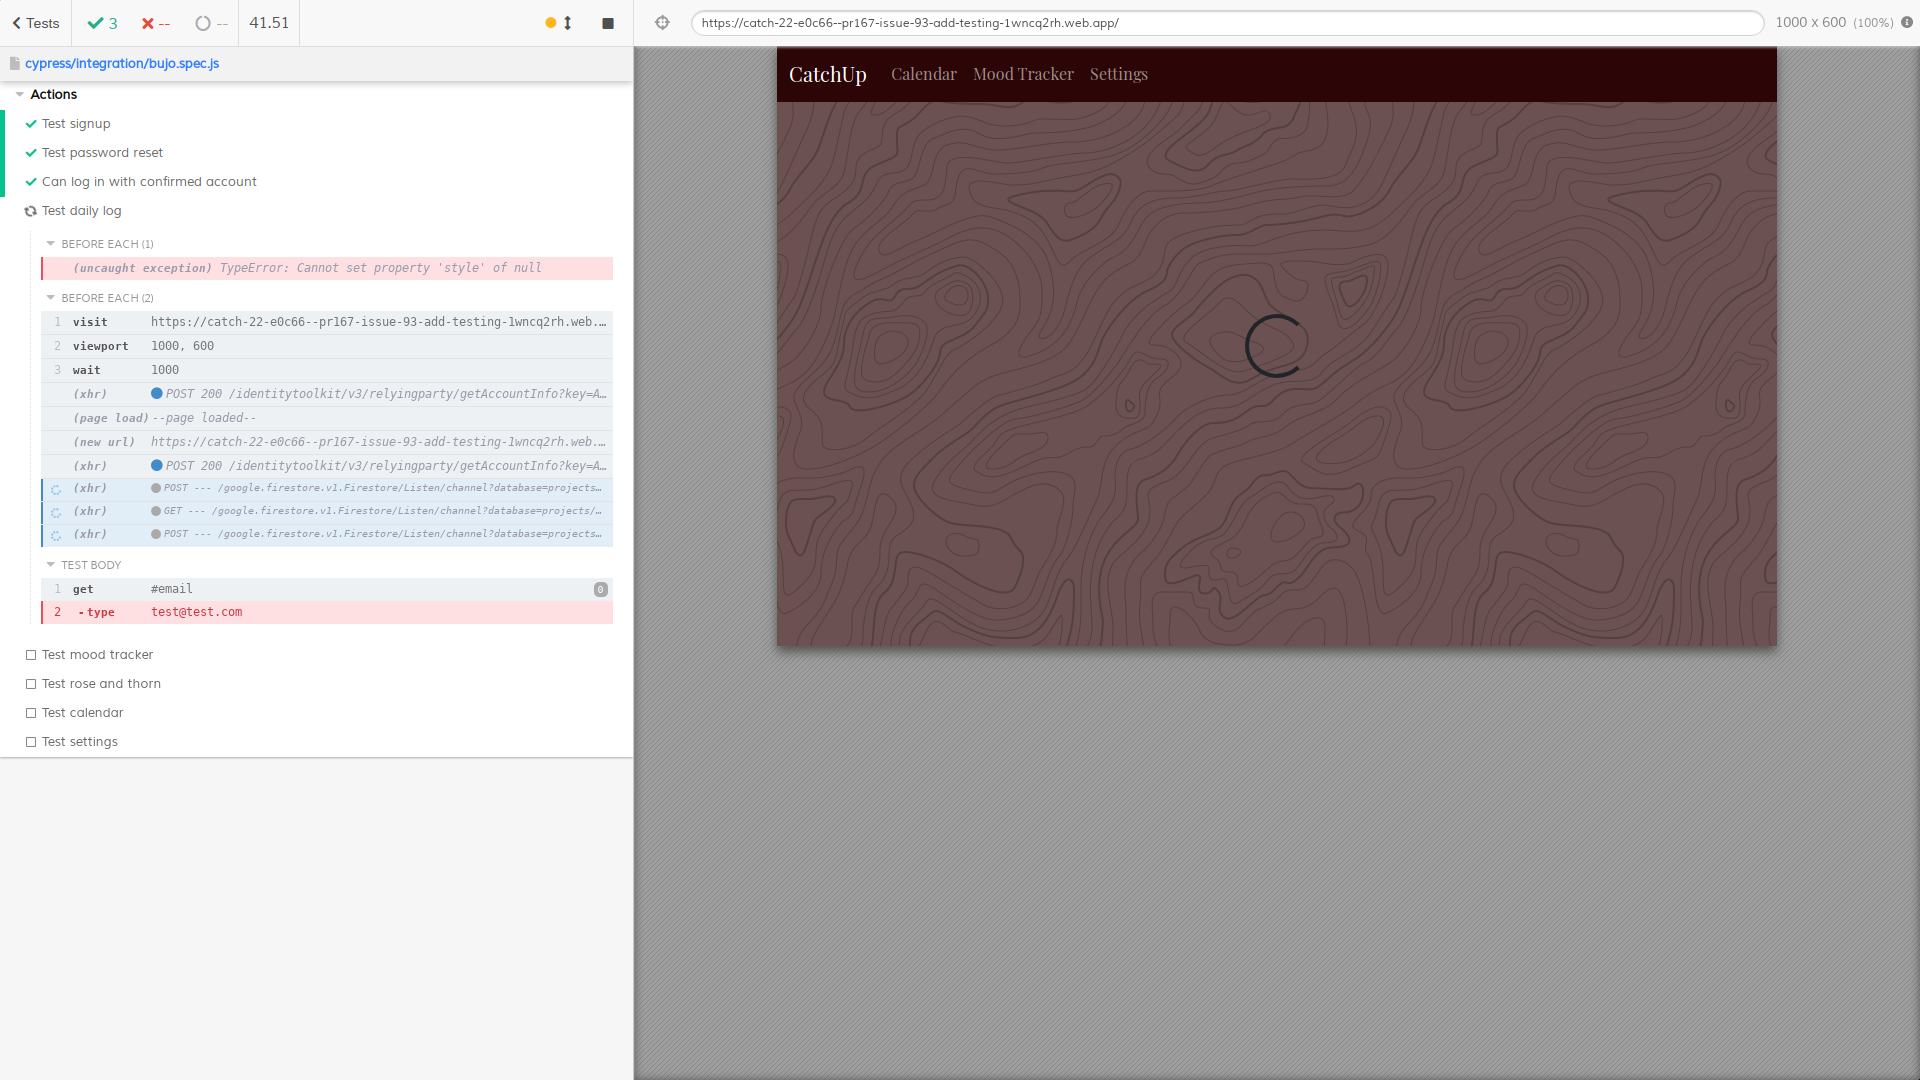 Tests 3 -- -- 41.51
cypress/integration/bujo.spec.js
Actions
Test signup
Test password reset
Can log in with confirmed account
Test daily log
BEFORE EACH (1)
(uncaught exception) TypeError: Cannot set property 'style' of null
BEFORE EACH (2)
1 visit https://catch-22-e0c66--pr167-issue-93-add-testing-1wncq2rh.web.…
2 viewport 1000, 600
3 wait 1000
(xhr) POST 200 /identitytoolkit/v3/relyingparty/getAccountInfo?key=A…
(page load) --page loaded--
(new url) https://catch-22-e0c66--pr167-issue-93-add-testing-1wncq2rh.web.…
(xhr) POST 200 /identitytoolkit/v3/relyingparty/getAccountInfo?key=A…
(xhr) POST --- /google.firestore.v1.Firestore/Listen/channel?database=projects…
(xhr) GET --- /google.firestore.v1.Firestore/Listen/channel?database=projects/…
(xhr) POST --- /google.firestore.v1.Firestore/Listen/channel?database=projects…
TEST BODY
1 get #email 0
2 -type test@test.com
Test mood tracker
Test rose and thorn
Test calendar
Test settings
https://catch-22-e0c66--pr167-issue-93-add-testing-1wncq2rh.web.app/
1000 x 600 (100%)
CatchUp Calendar Mood Tracker Settings